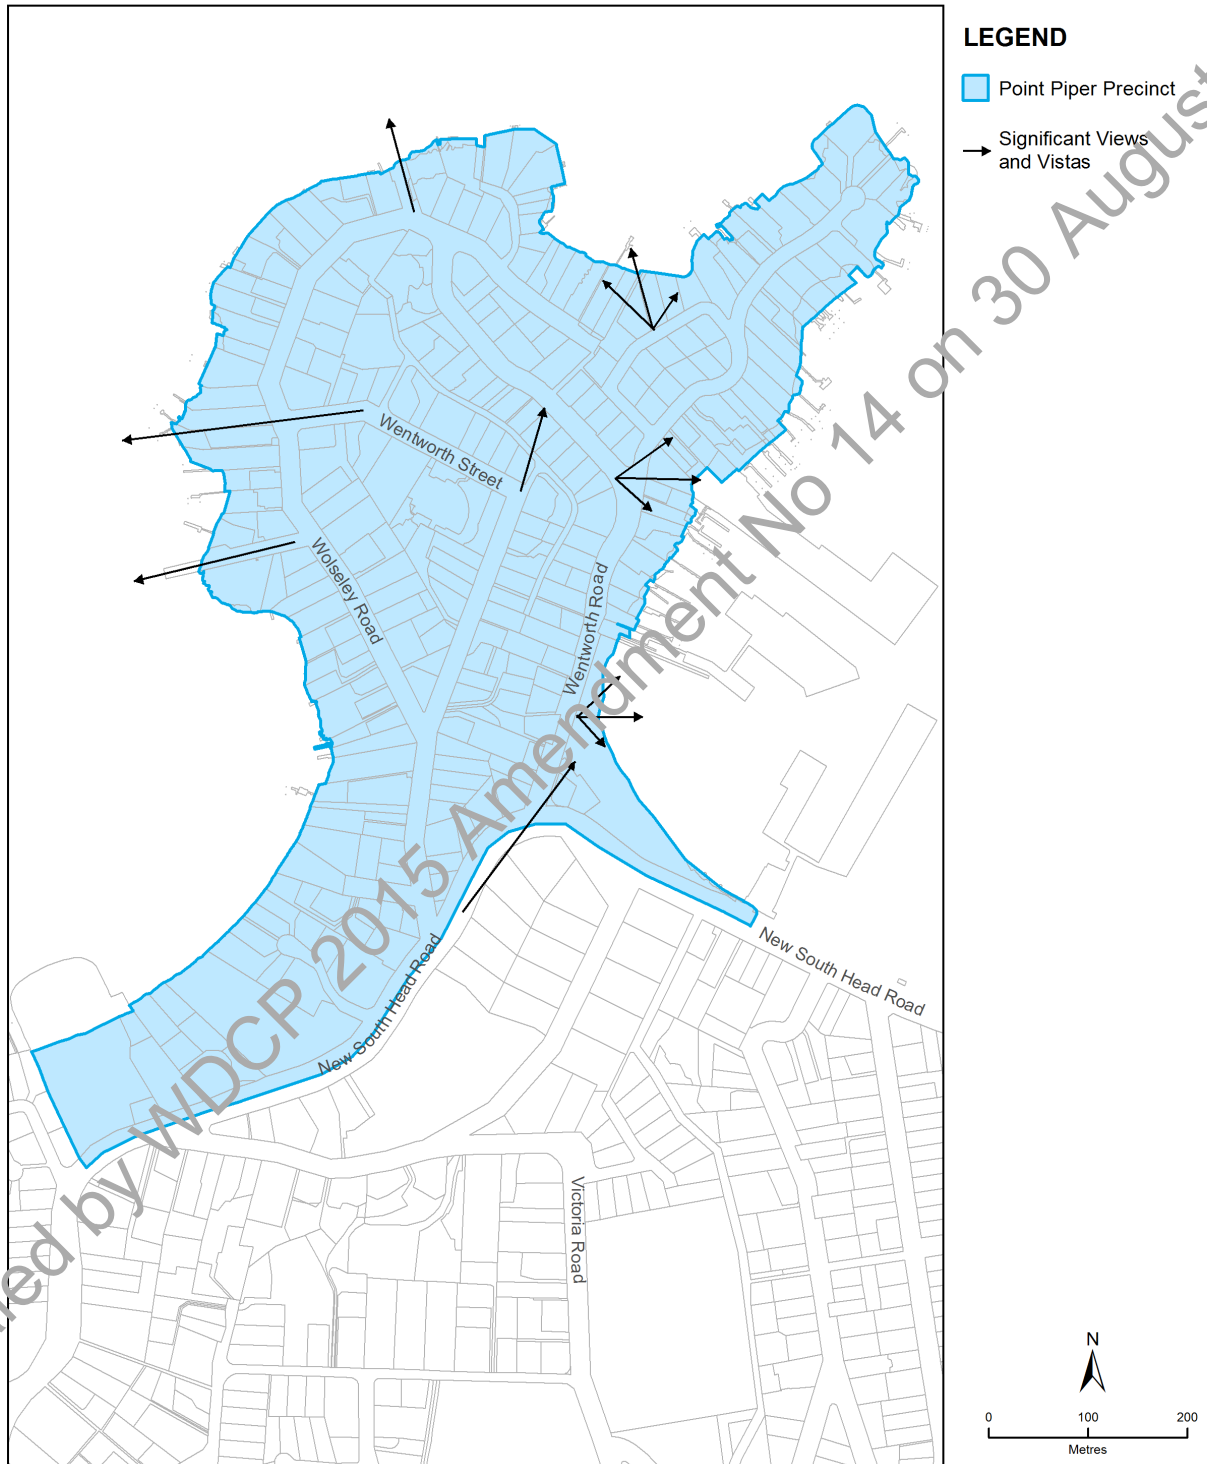 LEGEND
Point Piper Precinct
Significant Views
and Vistas
Wentworth Street
Wolseley Road
Wentworth Road
New South Head Road
New South Head Road
Victoria Road
by WDCP 2015 Amendment No 14 on 30 August
N
0 100 200
Metres